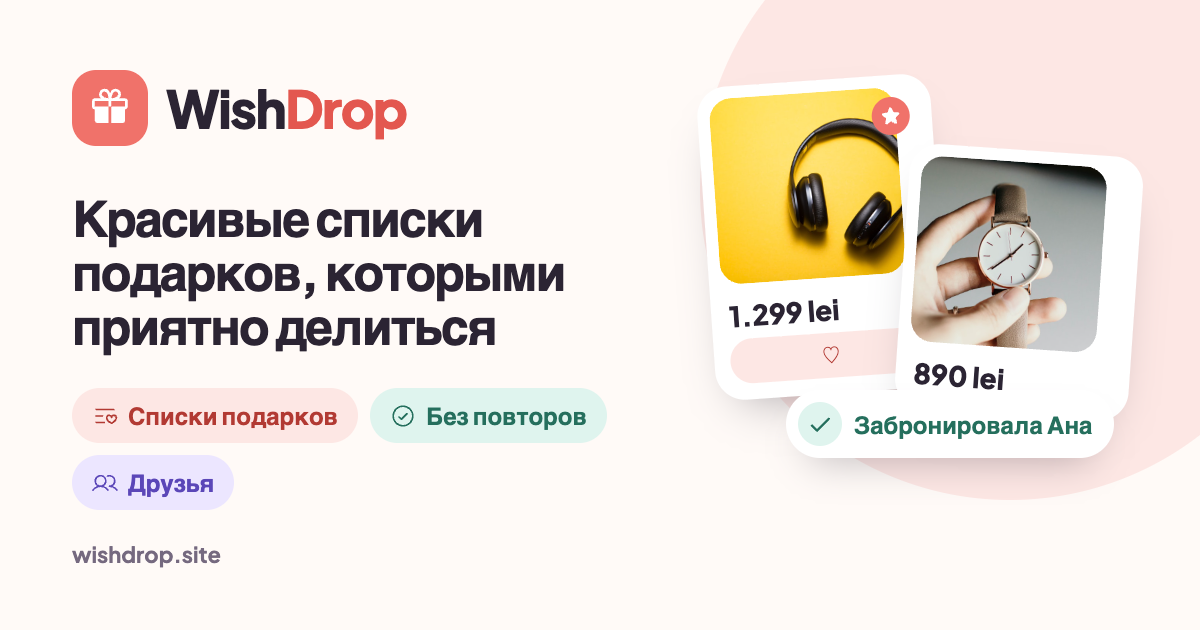 WishDrop
Красивые списки
подарков, которыми
приятно делиться
Списки подарков
Без повторов
Друзья
wishdrop.site
1.299 lei
890 lei
Забронировала Ана